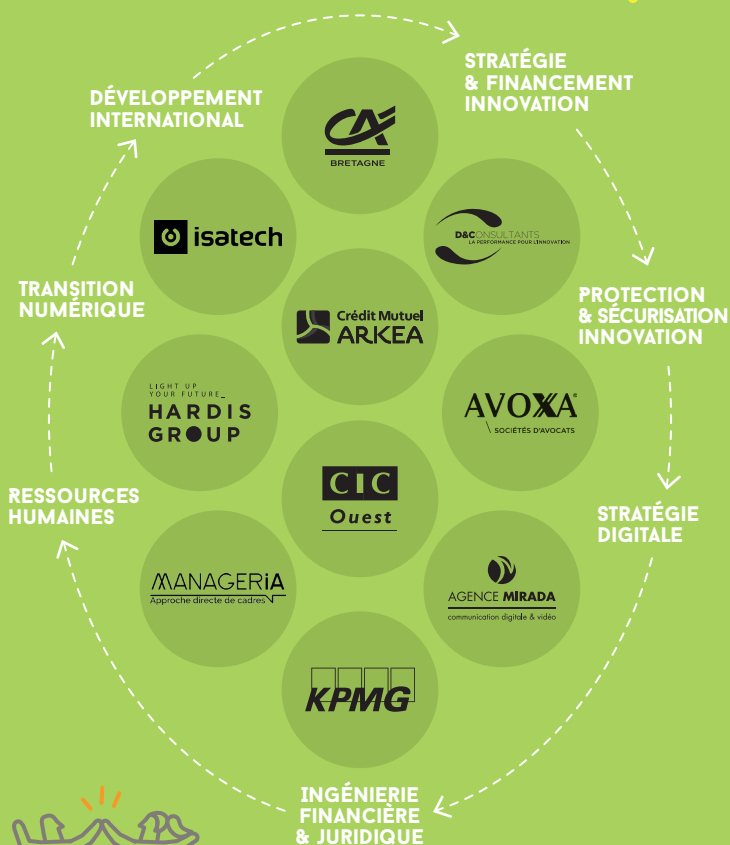 STRATÉGIE
& FINANCEMENT
INNOVATION
DÉVELOPPEMENT
INTERNATIONAL
CA
BRETAGNE
isatech
D&CONSULTANTS
LA PERFORMANCE POUR L'INNOVATION
TRANSITION
NUMÉRIQUE
PROTECTION
& SÉCURISATION
INNOVATION
Crédit Mutuel
ARKEA
LIGHT UP
YOUR FUTURE_
HARDIS
GROUP
AVOXA®
SOCIÉTÉS D'AVOCATS
CIC
Ouest
RESSOURCES
HUMAINES
STRATÉGIE
DIGITALE
MANAGERiA
Approche directe de cadres
AGENCE MIRADA
communication digitale & vidéo
KPMG
INGÉNIERIE
FINANCIÈRE
& JURIDIQUE